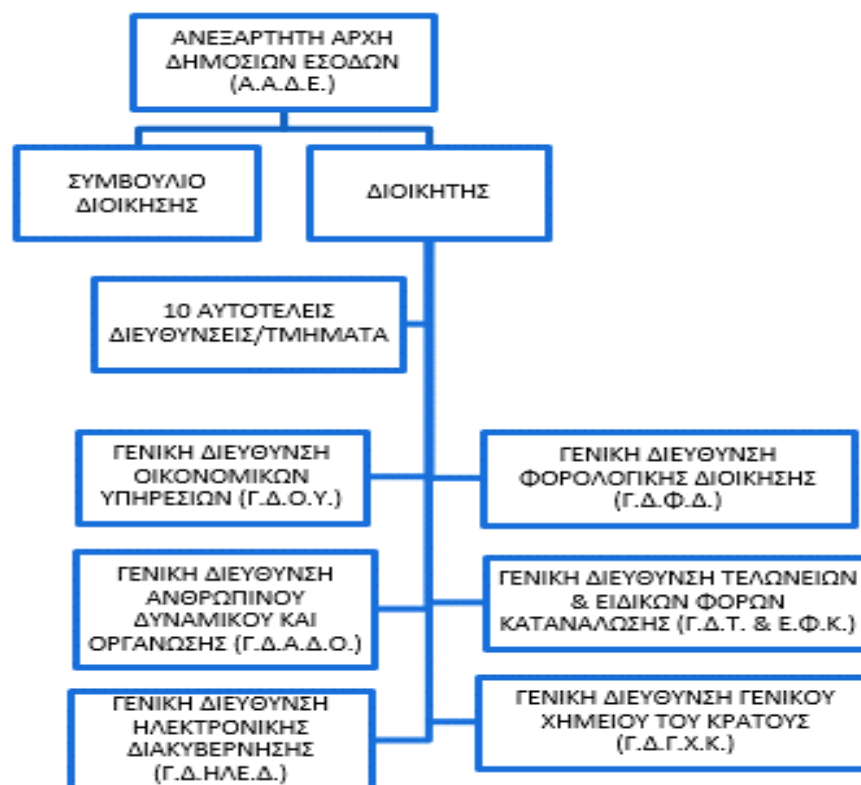 ΑΝΕΞΑΡΤΗΤΗ ΑΡΧΗ
ΔΗΜΟΣΙΩΝ ΕΣΟΔΩΝ
(Α.Α.Δ.Ε.)
ΣΥΜΒΟΥΛΙΟ
ΔΙΟΙΚΗΣΗΣ
ΔΙΟΙΚΗΤΗΣ
10 ΑΥΤΟΤΕΛΕΙΣ
ΔΙΕΥΘΥΝΣΕΙΣ/ΤΜΗΜΑΤΑ
ΓΕΝΙΚΗ ΔΙΕΥΘΥΝΣΗ
ΟΙΚΟΝΟΜΙΚΩΝ
ΥΠΗΡΕΣΙΩΝ (Γ.Δ.Ο.Υ.)
ΓΕΝΙΚΗ ΔΙΕΥΘΥΝΣΗ
ΦΟΡΟΛΟΓΙΚΗΣ ΔΙΟΙΚΗΣΗΣ
(Γ.Δ.Φ.Δ.)
ΓΕΝΙΚΗ ΔΙΕΥΘΥΝΣΗ
ΑΝΘΡΩΠΙΝΟΥ
ΔΥΝΑΜΙΚΟΥ ΚΑΙ
ΟΡΓΑΝΩΣΗΣ (Γ.Δ.Α.Δ.Ο.)
ΓΕΝΙΚΗ ΔΙΕΥΘΥΝΣΗ ΤΕΛΩΝΕΙΩΝ
& ΕΙΔΙΚΩΝ ΦΟΡΩΝ
ΚΑΤΑΝΑΛΩΣΗΣ (Γ.Δ.Τ. & Ε.Φ.Κ.)
ΓΕΝΙΚΗ ΔΙΕΥΘΥΝΣΗ
ΗΛΕΚΤΡΟΝΙΚΗΣ
ΔΙΑΚΥΒΕΡΝΗΣΗΣ
(Γ.Δ.ΗΛΕ.Δ.)
ΓΕΝΙΚΗ ΔΙΕΥΘΥΝΣΗ ΓΕΝΙΚΟΥ
ΧΗΜΕΙΟΥ ΤΟΥ ΚΡΑΤΟΥΣ
(Γ.Δ.Γ.Χ.Κ.)